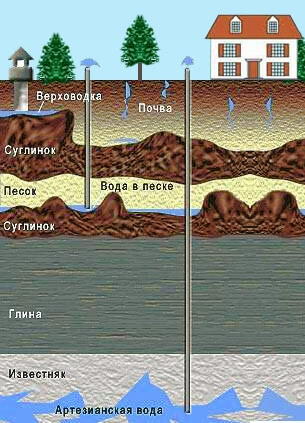 Верховодка
Почва
Суглинок
Песок
Вода в песке
Суглинок
Глина
Известняк
Артезианская вода